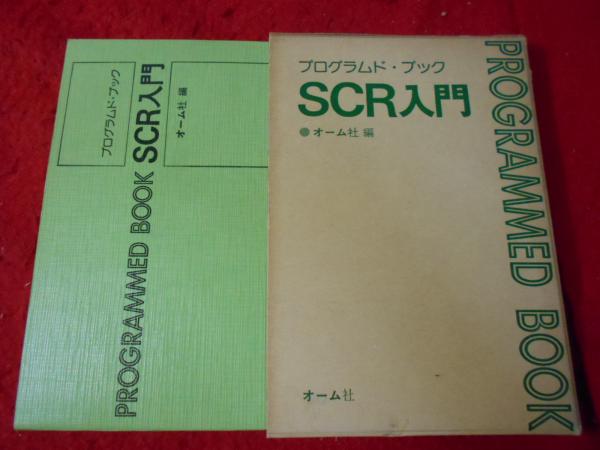 プログラムド・ブック
PROGRAMMED BOOK SCR入門
オーム社 編
プログラムド・ブック
SCR入門
●オーム社 編
PROGRAMMED BOOK
オーム社